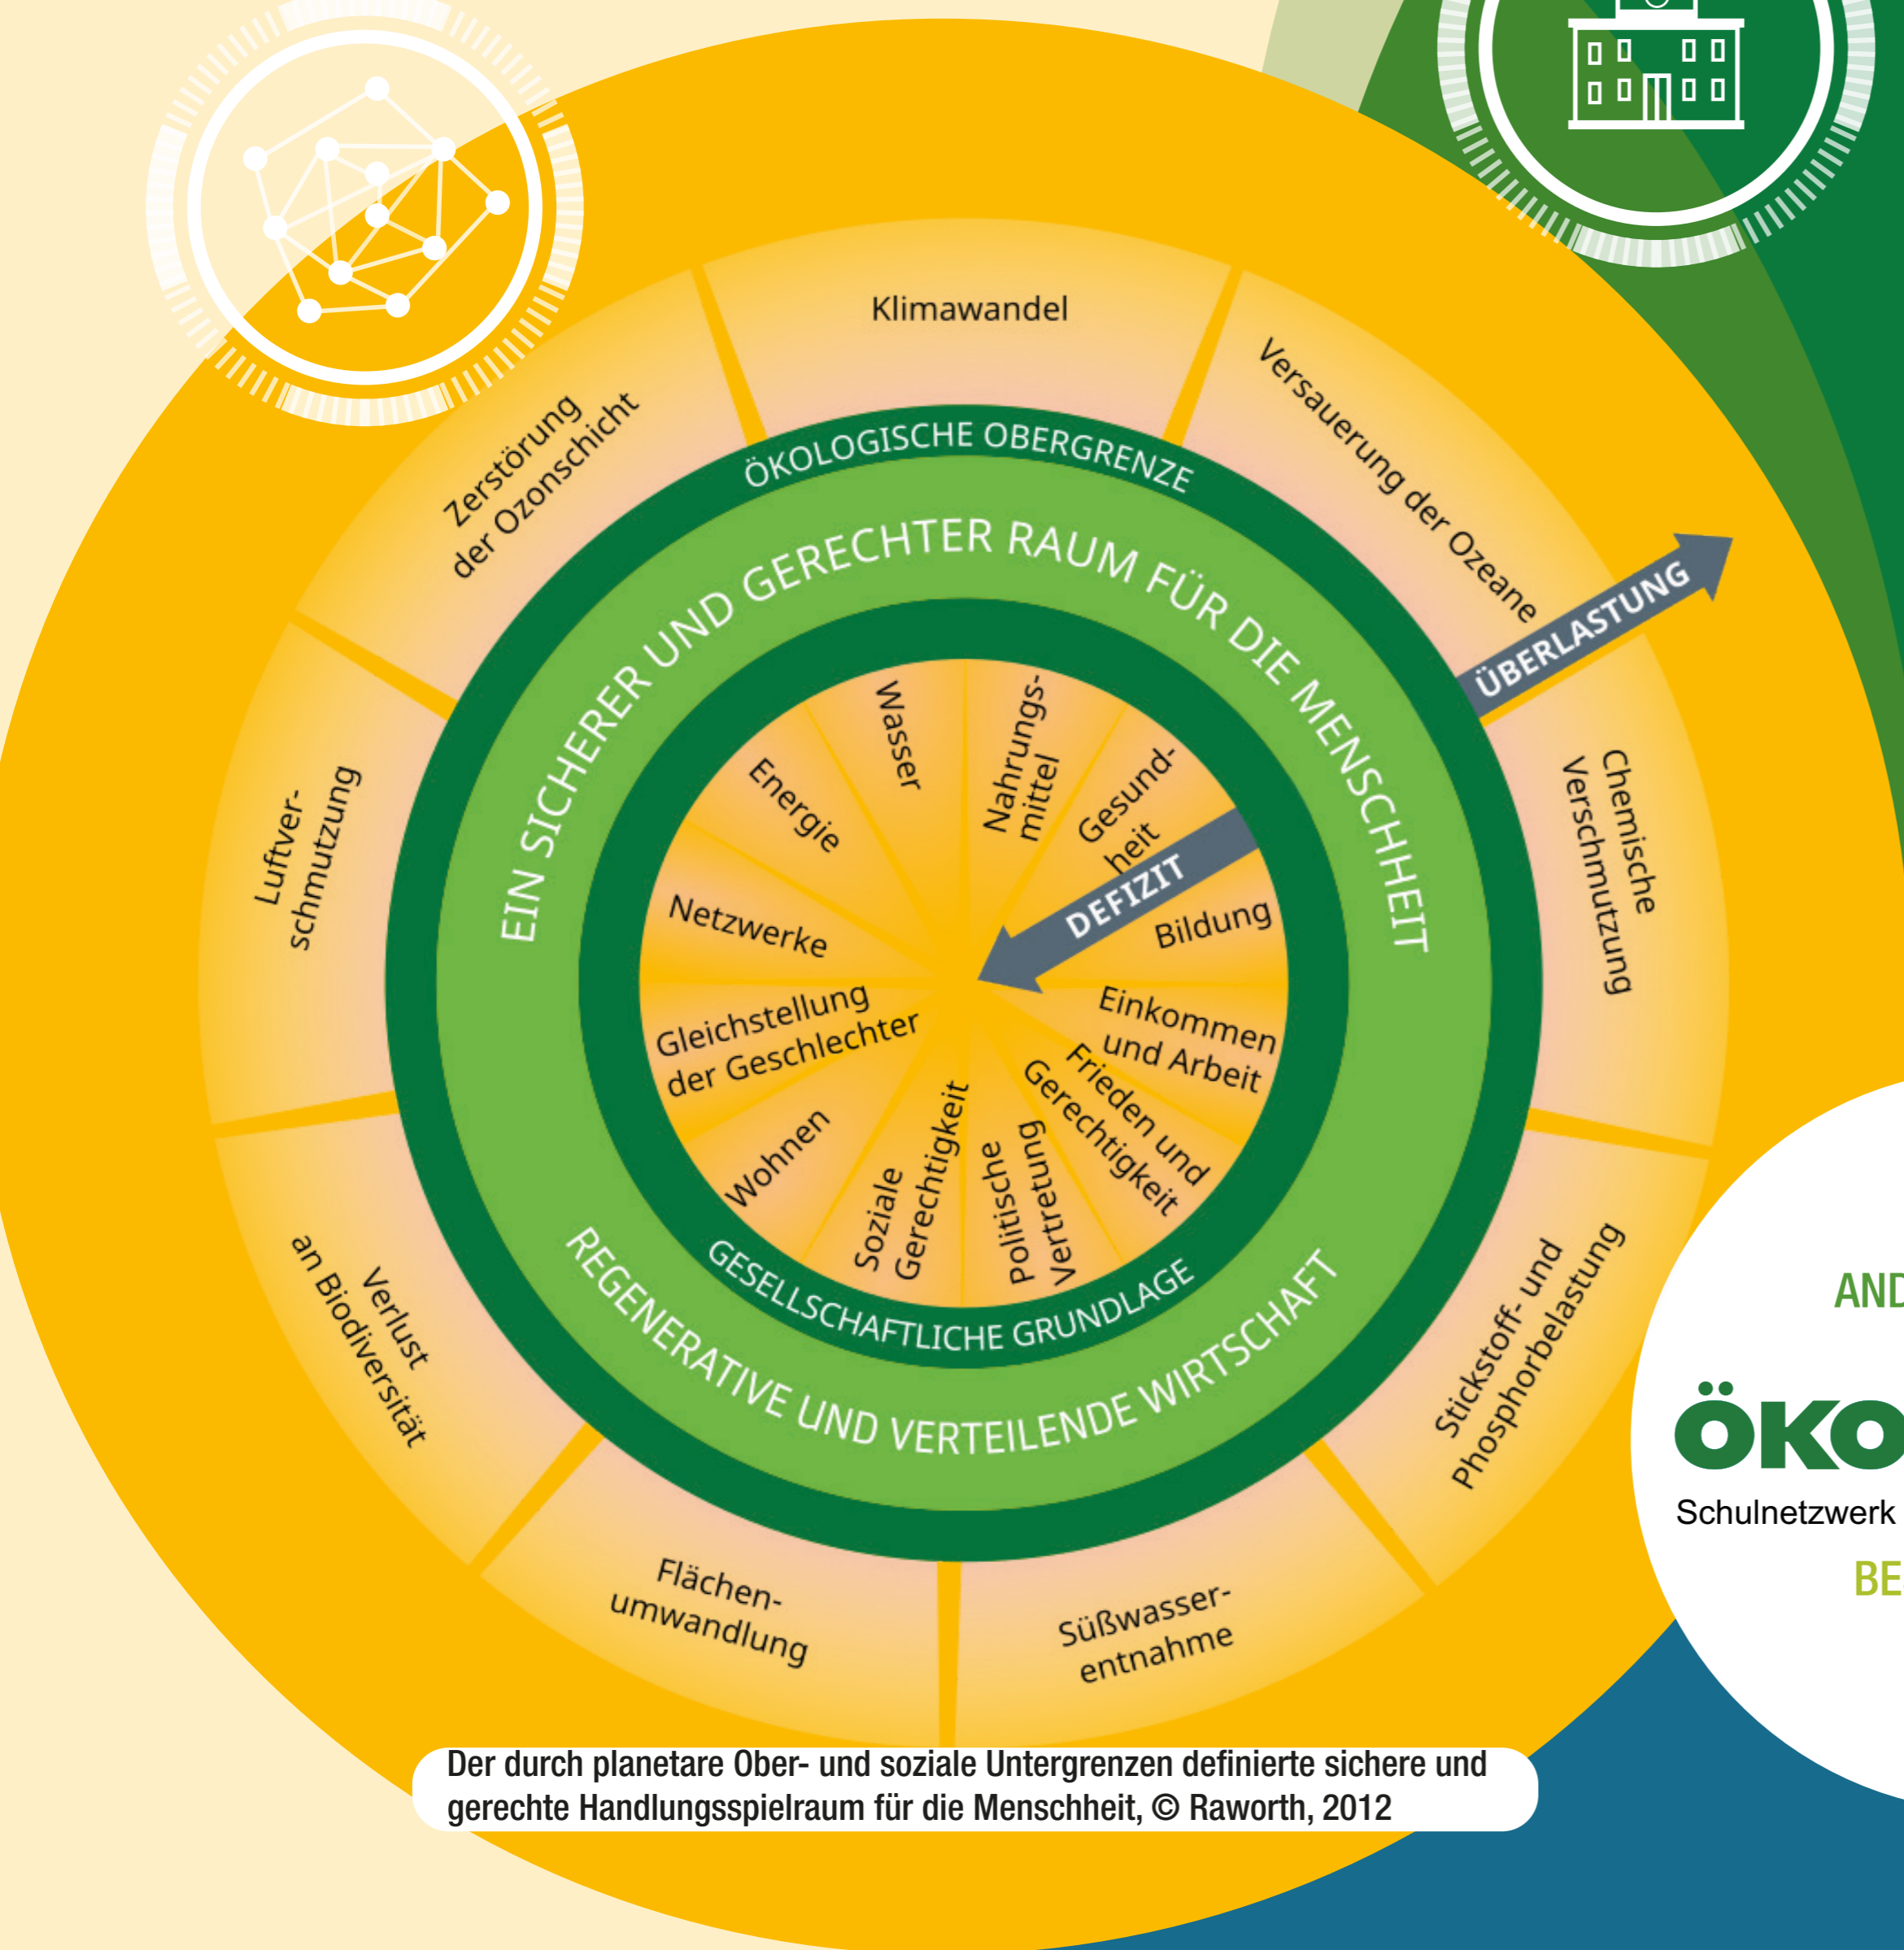 Klimawandel
Versauerung der Ozeane
ÜBERLASTUNG
Chemische
Verschmutzung
Stickstoff- und
Phosphorbelastung
Süßwasser-
entnahme
Flächen-
umwandlung
Verlust
an Biodiversität
Luftver-
schmutzung
Zerstörung
der Ozonschicht
ÖKOLOGISCHE OBERGRENZE
EIN SICHERER UND GERECHTER RAUM FÜR DIE MENSCHHEIT
Wasser
Nahrungs-
mittel
Gesund-
heit
DEFIZIT
Bildung
Einkommen
und Arbeit
Frieden und
Gerechtigkeit
Politische
Vertretung
Soziale
Gerechtigkeit
Wohnen
Gleichstellung
der Geschlechter
Netzwerke
Energie
GESELLSCHAFTLICHE GRUNDLAGE
REGENERATIVE UND VERTEILENDE WIRTSCHAFT
AND
ÖKO
Schulnetzwerk
BE
Der durch planetare Ober- und soziale Untergrenzen definierte sichere und
gerechte Handlungsspielraum für die Menschheit, © Raworth, 2012